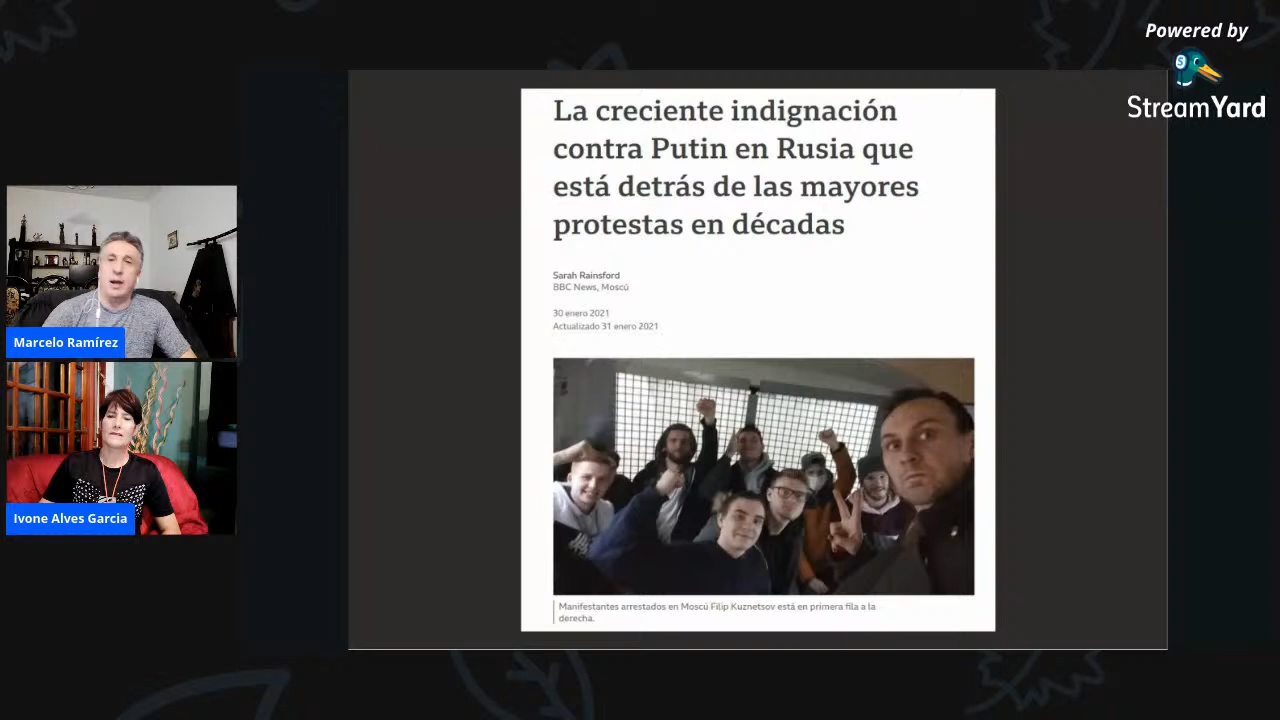 Powered by
StreamYard
La creciente indignación
contra Putin en Rusia que
está detrás de las mayores
protestas en décadas
Sarah Rainsford
BBC News, Moscú
30 enero 2021
Actualizado 31 enero 2021
Manifestantes arrestados en Moscú Filip Kuznetsov está en primera fila a la
derecha.
Marcelo Ramírez
Ivone Alves Garcia